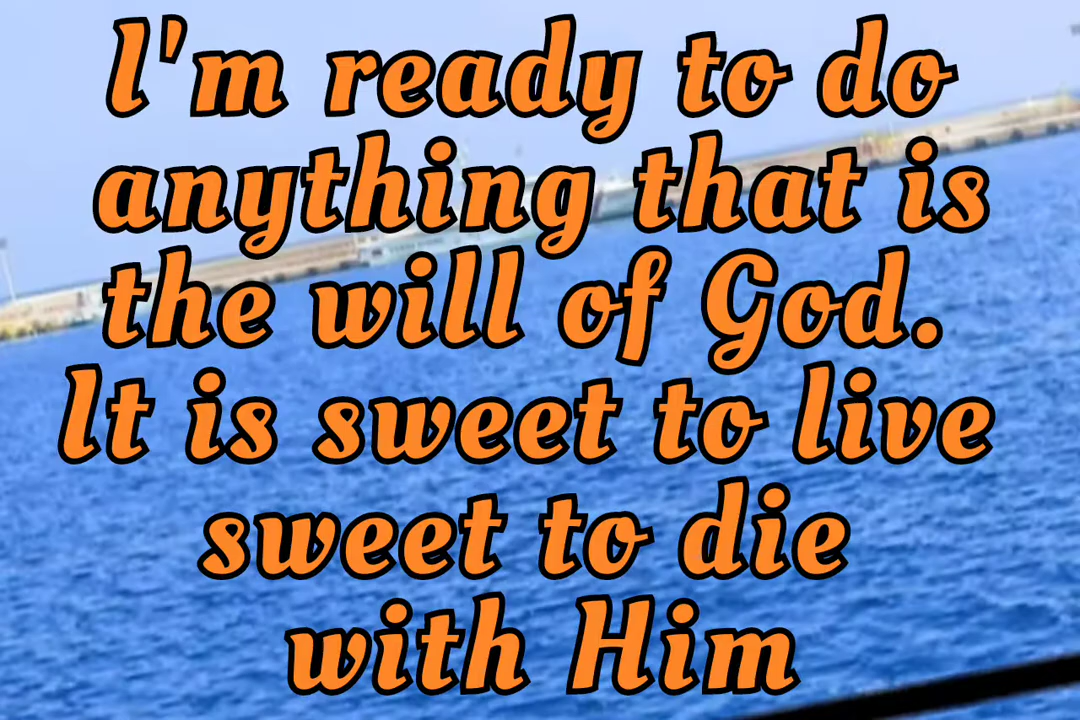 I'm ready to do
anything that is
the will of God.
It is sweet to live
sweet to die
with Him